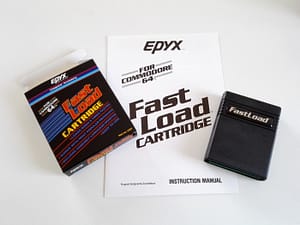 EPYX
Fast
Load
CARTRIDGE
EPYX
FOR
COMMODORE
64
Fast
Load
CARTRIDGE
INSTRUCTION MANUAL
FastLoad